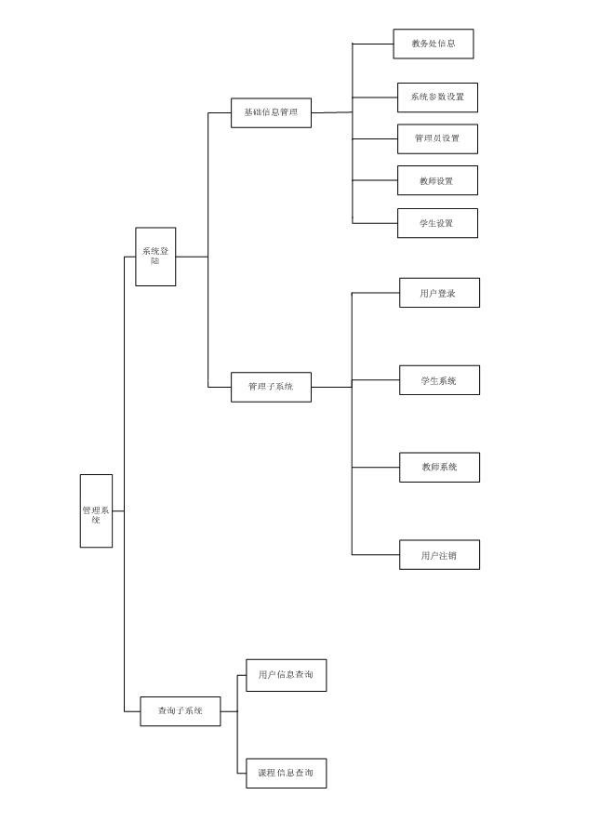 教务处信息
系统参数设置
基础信息管理
管理员设置
教师设置
学生设置
系统登
陆
用户登录
学生系统
管理子系统
教师系统
管理系
统
用户注销
用户信息查询
查询子系统
课程信息查询